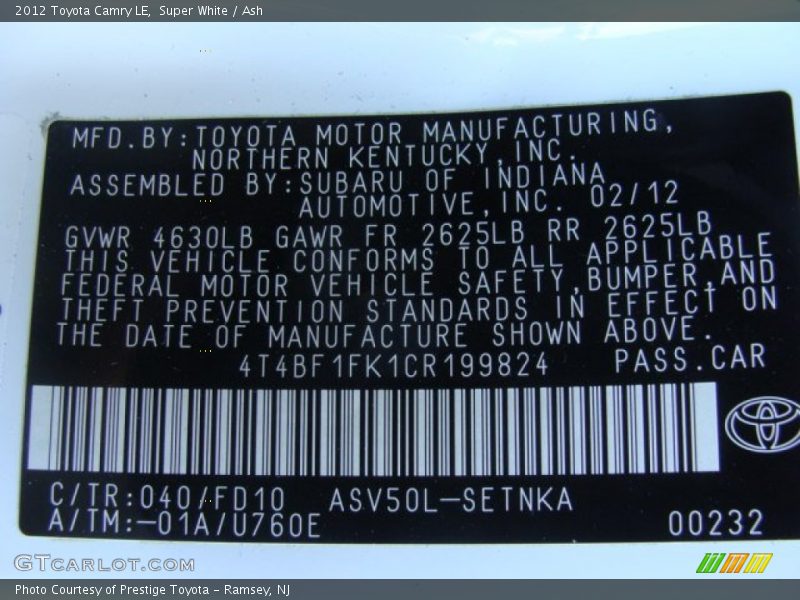 2012 Toyota Camry LE,  Super White / Ash
MFD.BY:TOYOTA MOTOR MANUFACTURING,
NORTHERN KENTUCKY,INC.
ASSEMBLED BY:SUBARU OF INDIANA
AUTOMOTIVE,INC. 02/12
GVWR 4630LB GAWR FR 2625LB RR 2625LB
THIS VEHICLE CONFORMS TO ALL APPLICABLE
FEDERAL MOTOR VEHICLE SAFETY,BUMPER,AND
THEFT PREVENTION STANDARDS IN EFFECT ON
THE DATE OF MANUFACTURE SHOWN ABOVE.
4T4BF1FK1CR199824 PASS.CAR
C/TR:040/FD10 ASV50L-SETNKA
A/TM:-01A/U760E
00232
GTCARLOT.COM
Photo Courtesy of Prestige Toyota - Ramsey, NJ